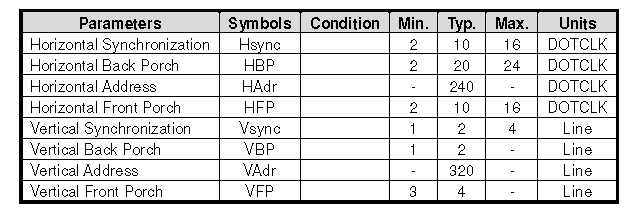 Parameters Symbols Condition Min. Typ. Max. Units
Horizontal Synchronization Hsync 2 10 16 DOTCLK
Horizontal Back Porch HBP 2 20 24 DOTCLK
Horizontal Address HAdr - 240 - DOTCLK
Horizontal Front Porch HFP 2 10 16 DOTCLK
Vertical Synchronization Vsync 1 2 4 Line
Vertical Back Porch VBP 1 2 - Line
Vertical Address VAdr - 320 - Line
Vertical Front Porch VFP 3 4 - Line